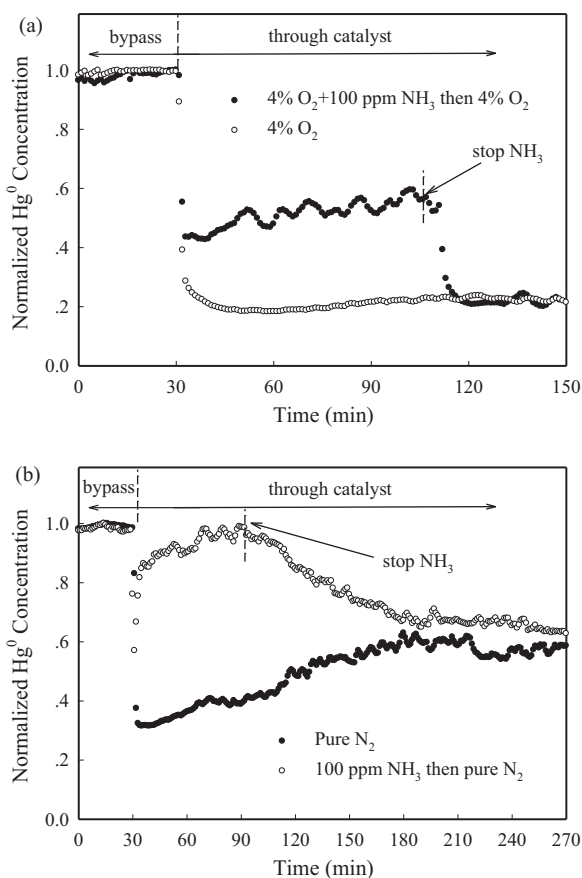 (a)
bypass
through catalyst
1.0
.8
.6
.4
.2
0.0
Normalized Hg⁰ Concentration
4% O₂+100 ppm NH₃ then 4% O₂
4% O₂
stop NH₃
0 30 60 90 120 150
Time (min)
(b)
bypass
through catalyst
1.0
.8
.6
.4
.2
0.0
Normalized Hg⁰ Concentration
stop NH₃
Pure N₂
100 ppm NH₃ then pure N₂
0 30 60 90 120 150 180 210 240 270
Time (min)